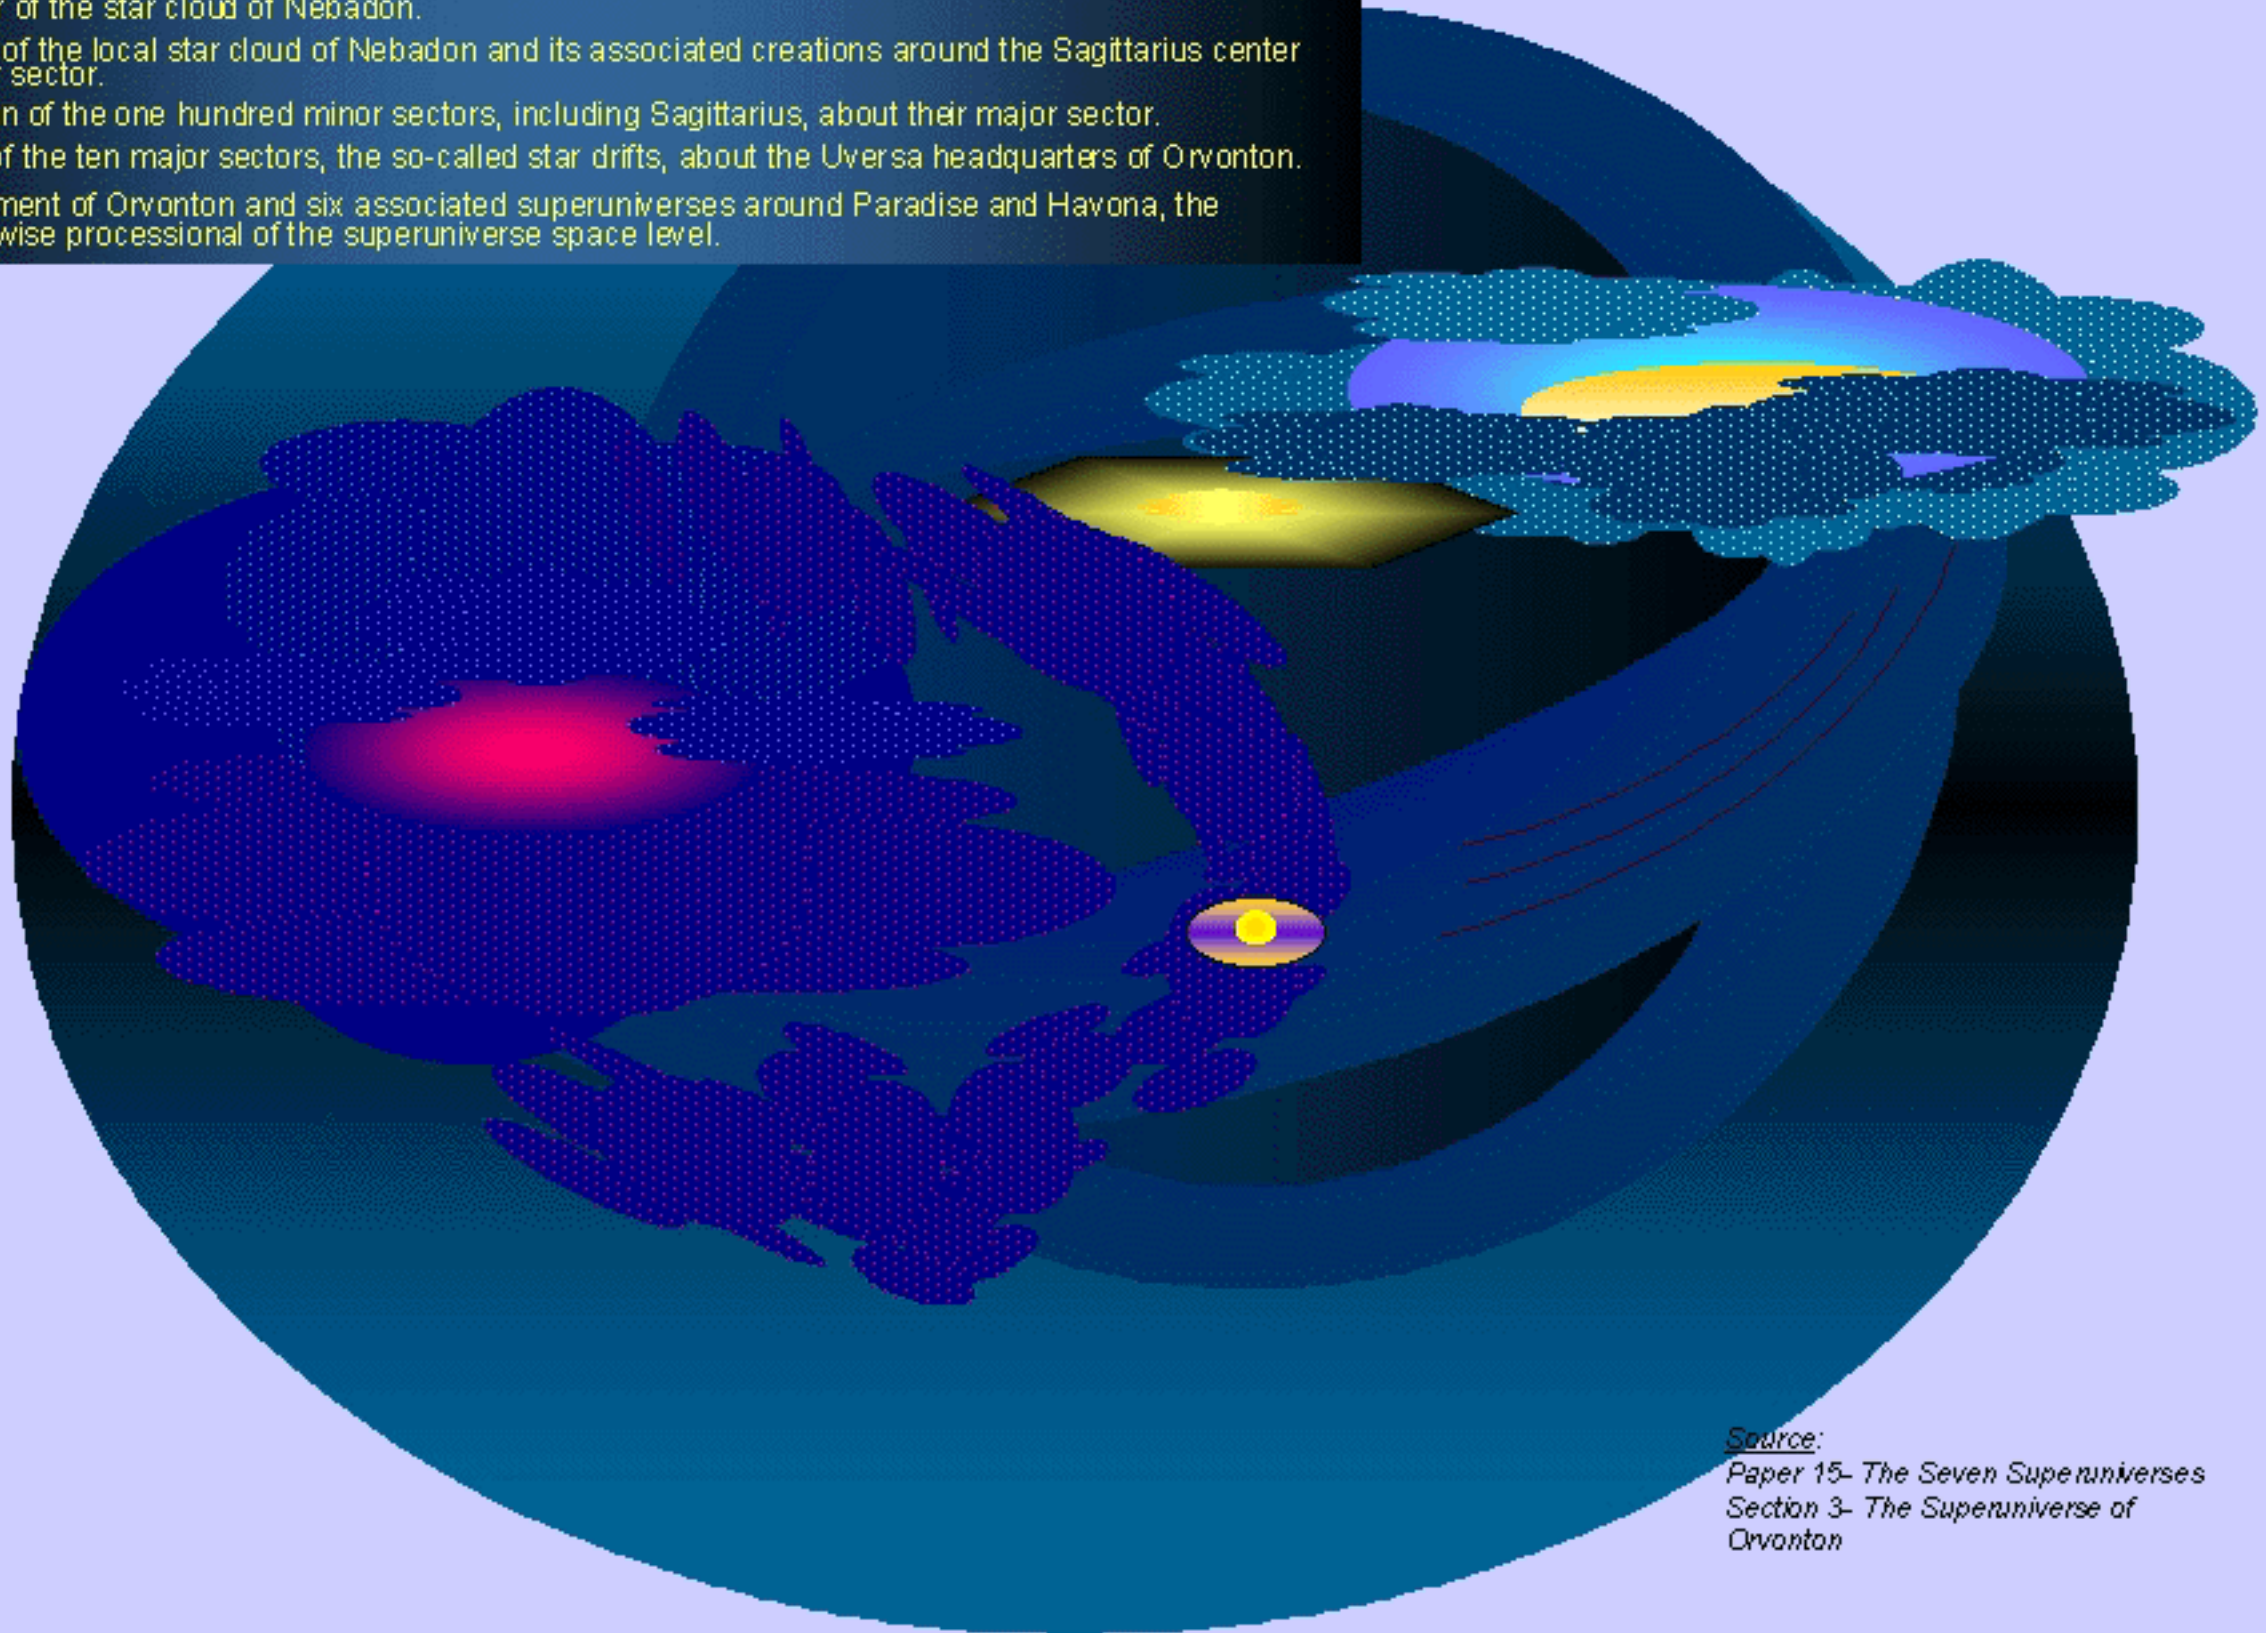 of the star cloud of Nebadon.
of the local star cloud of Nebadon and its associated creations around the Sagittarius center
sector.
n of the one hundred minor sectors, including Sagittarius, about their major sector.
of the ten major sectors, the so-called star drifts, about the Uversa headquarters of Orvonton.
ment of Orvonton and six associated superuniverses around Paradise and Havona, the
wise processional of the superuniverse space level.
Source:
Paper 15- The Seven Superuniverses
Section 3- The Superuniverse of
Orvonton